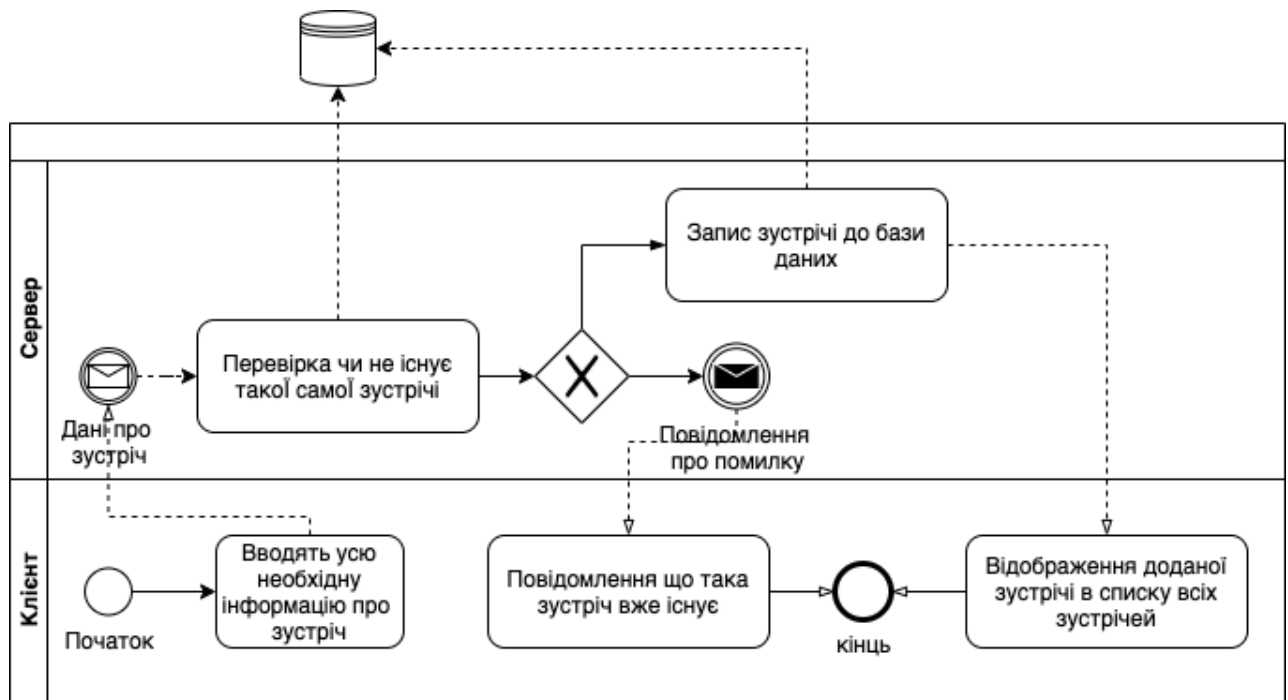 Сервер
Запис зустрічі до бази
даних
Перевірка чи не існує
такоЇ самоЇ зустрічі
Дані про
зустріч
Повідомлення
про помилку
Клієнт
Початок
Вводять усю
необхідну
інформацію про
зустріч
Повідомлення що така
зустріч вже існує
кінць
Відображення доданої
зустрічі в списку всіх
зустрічей